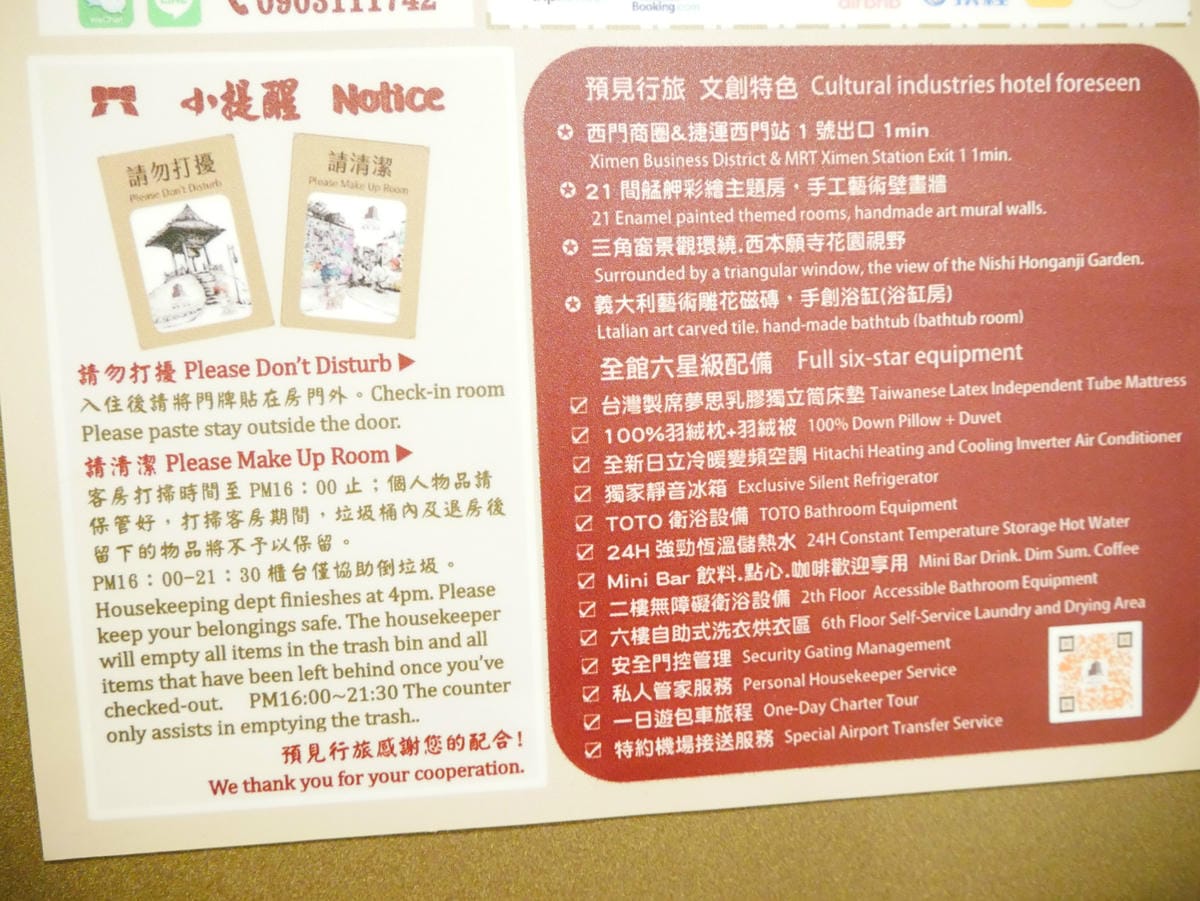 WeChat
LINE
0903111742
Booking.com
airbnb
小提醒 Notice
請勿打擾
Please Don't Disturb
請清潔
Please Make Up Room
請勿打擾 Please Don't Disturb ▶
入住後請將門牌貼在房門外。Check-in room
Please paste stay outside the door.
請清潔 Please Make Up Room ▶
客房打掃時間至 PM16：00 止；個人物品請
保管好，打掃客房期間，垃圾桶內及退房後
留下的物品將不予以保留。
PM16：00-21：30 櫃台僅協助倒垃圾。
Housekeeping dept finieshes at 4pm. Please
keep your belongings safe. The housekeeper
will empty all items in the trash bin and all
items that have been left behind once you've
checked-out. PM16:00~21:30 The counter
only assists in emptying the trash..
預見行旅感謝您的配合!
We thank you for your cooperation.
預見行旅 文創特色 Cultural industries hotel foreseen
✪ 西門商圈&捷運西門站 1 號出口 1min
Ximen Business District & MRT Ximen Station Exit 1 1min.
✪ 21 間艋舺彩繪主題房，手工藝術壁畫牆
21 Enamel painted themed rooms, handmade art mural walls.
✪ 三角窗景觀環繞.西本願寺花園視野
Surrounded by a triangular window, the view of the Nishi Honganji Garden.
✪ 義大利藝術雕花磁磚，手創浴缸(浴缸房)
Ltalian art carved tile. hand-made bathtub (bathtub room)
全館六星級配備 Full six-star equipment
☑ 台灣製席夢思乳膠獨立筒床墊 Taiwanese Latex Independent Tube Mattress
☑ 100%羽絨枕+羽絨被 100% Down Pillow + Duvet
☑ 全新日立冷暖變頻空調 Hitachi Heating and Cooling Inverter Air Conditioner
☑ 獨家靜音冰箱 Exclusive Silent Refrigerator
☑ TOTO 衛浴設備 TOTO Bathroom Equipment
☑ 24H 強勁恆溫儲熱水 24H Constant Temperature Storage Hot Water
☑ Mini Bar 飲料.點心.咖啡歡迎享用 Mini Bar Drink. Dim Sum. Coffee
☑ 二樓無障礙衛浴設備 2th Floor Accessible Bathroom Equipment
☑ 六樓自助式洗衣烘衣區 6th Floor Self-Service Laundry and Drying Area
☑ 安全門控管理 Security Gating Management
☑ 私人管家服務 Personal Housekeeper Service
☑ 一日遊包車旅程 One-Day Charter Tour
☑ 特約機場接送服務 Special Airport Transfer Service